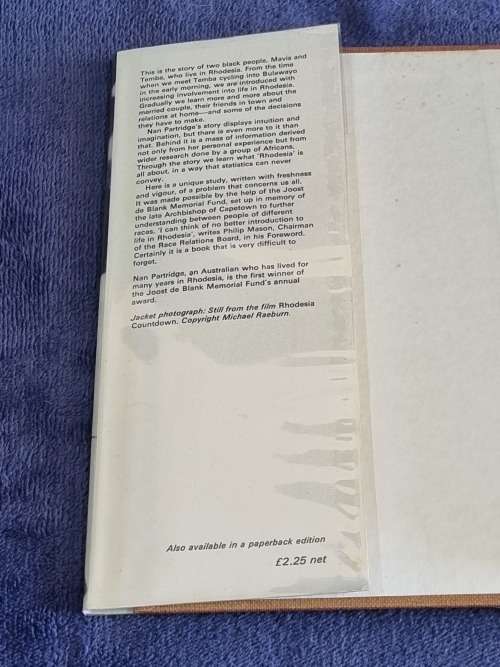 This is the story of two black people, Mavis and
Temba, who live in Rhodesia. From the time
when we meet Temba cycling into Bulawayo
in the early morning, we are introduced with
increasing involvement into life in Rhodesia.
Gradually we learn more and more about the
married couple, their friends in town and
relations at home—and some of the decisions
they have to make.
Nan Partridge's story displays intuition and
imagination, but there is even more to it than
that. Behind it is a mass of information derived
not only from her personal experience but from
wider research done by a group of Africans.
Through the story we learn what 'Rhodesia' is
all about, in a way that statistics can never
convey.
Here is a unique study, written with freshness
and vigour, of a problem that concerns us all.
It was made possible by the help of the Joost
de Blank Memorial Fund, set up in memory of
the late Archbishop of Capetown to further
understanding between people of different
races. 'I can think of no better introduction to
life in Rhodesia', writes Philip Mason, Chairman
of the Race Relations Board, in his Foreword.
Certainly it is a book that is very difficult to
forget.
Nan Partridge, an Australian who has lived for
many years in Rhodesia, is the first winner of
the Joost de Blank Memorial Fund's annual
award.
Jacket photograph: Still from the film Rhodesia
Countdown. Copyright Michael Raeburn.
Also available in a paperback edition
£2.25 net